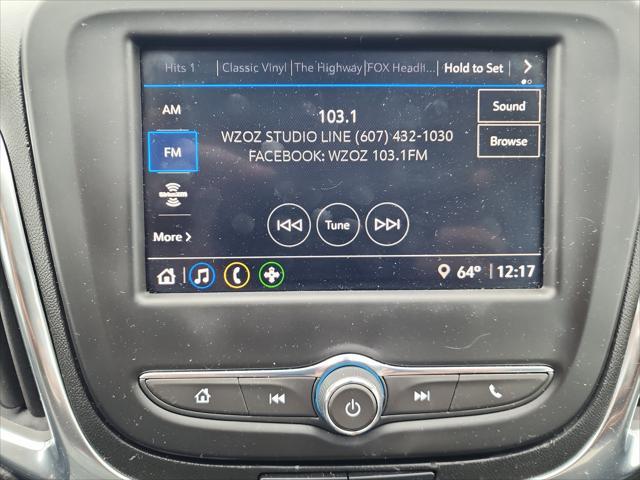 Hits 1 Classic Vinyl The Highway FOX Headli... Hold to Set
AM 103.1 Sound
WZOZ STUDIO LINE (607) 432-1030
FM FACEBOOK: WZOZ 103.1FM Browse
SiriusXM
Tune
More >
64° 12:17